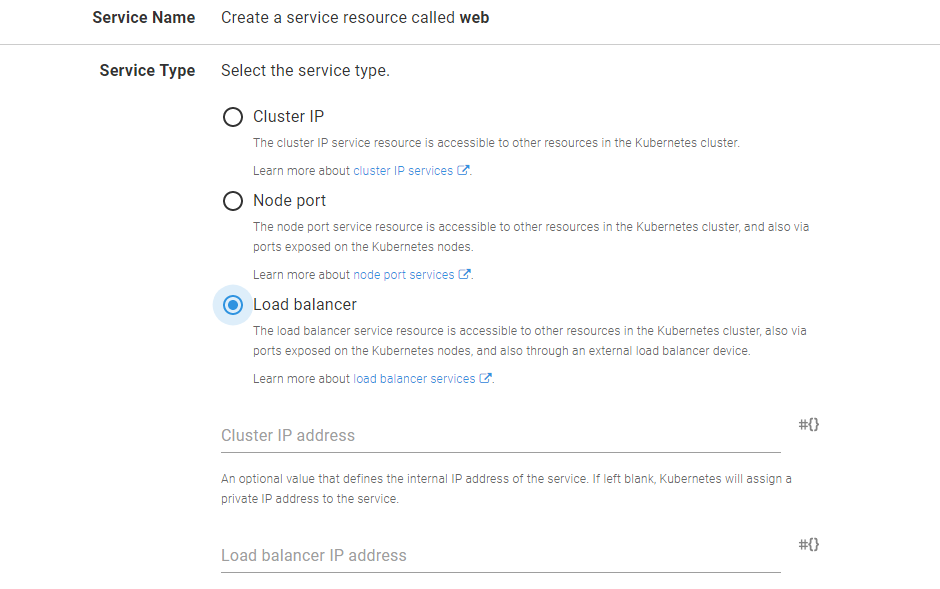 Service Name Create a service resource called web
Service Type Select the service type.
Cluster IP
The cluster IP service resource is accessible to other resources in the Kubernetes cluster.
Learn more about cluster IP services.
Node port
The node port service resource is accessible to other resources in the Kubernetes cluster, and also via
ports exposed on the Kubernetes nodes.
Learn more about node port services.
Load balancer
The load balancer service resource is accessible to other resources in the Kubernetes cluster, also via
ports exposed on the Kubernetes nodes, and also through an external load balancer device.
Learn more about load balancer services.
Cluster IP address #{}
An optional value that defines the internal IP address of the service. If left blank, Kubernetes will assign a
private IP address to the service.
Load balancer IP address #{}